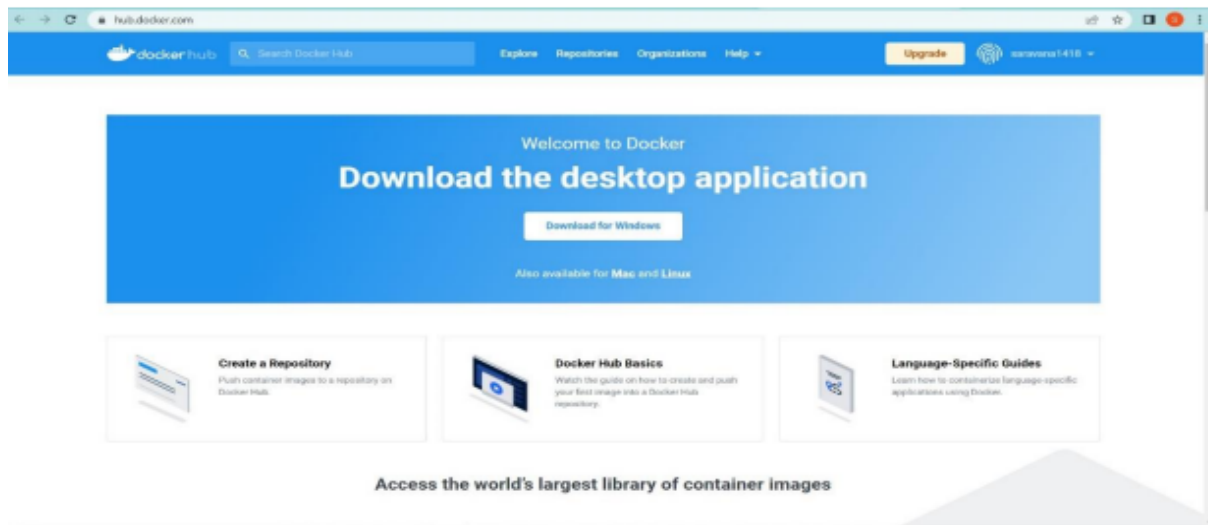 hub.docker.com
dockerhub Search Docker Hub Explore Repositories Organizations Help Upgrade saravana1418
Welcome to Docker
Download the desktop application
Download for Windows
Also available for Mac and Linux
Create a Repository
Push container images to a repository on
Docker Hub.
Docker Hub Basics
Watch the guide on how to create and push
your first image into a Docker Hub
repository.
Language-Specific Guides
Learn how to containerize language-specific
applications using Docker.
Access the world's largest library of container images